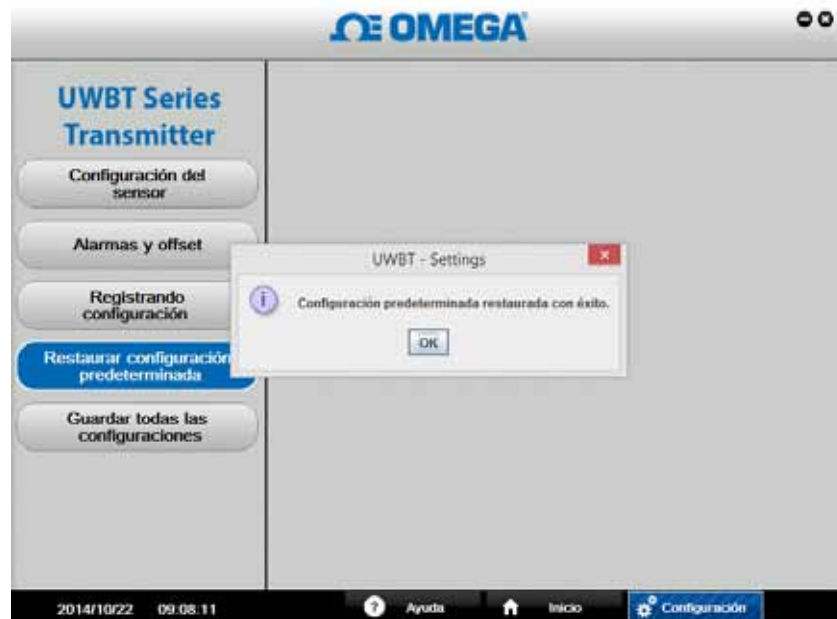 ΩE OMEGA
UWBT Series
Transmitter
Configuración del
sensor
Alarmas y offset
Registrando
configuración
Restaurar configuración
predeterminada
Guardar todas las
configuraciones
UWBT - Settings
x
i
Configuración predeterminada restaurada con éxito.
OK
2014/10/22 09:08:11
? Ayuda
Inicio
Configuración